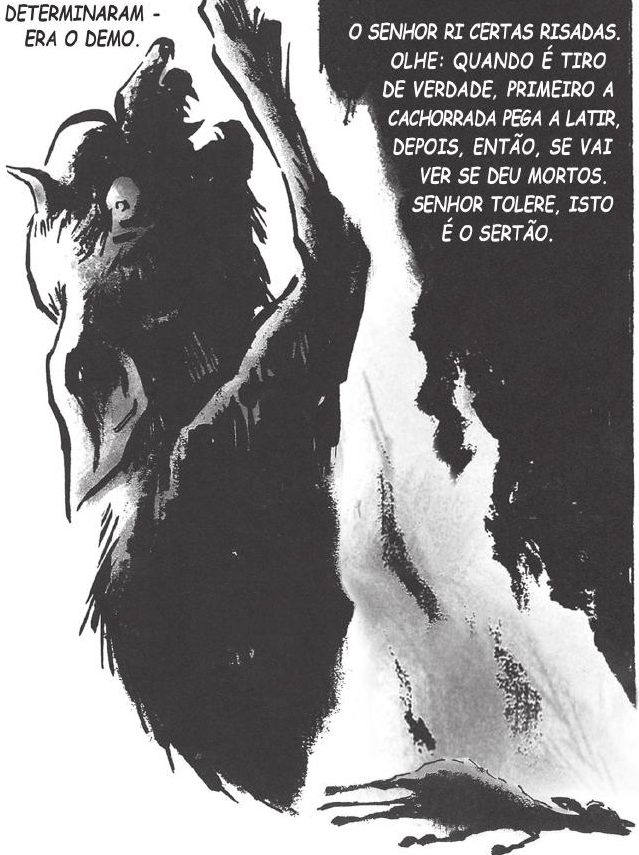 DETERMINARAM -
ERA O DEMO.
O SENHOR RI CERTAS RISADAS.
OLHE: QUANDO É TIRO
DE VERDADE, PRIMEIRO A
CACHORRADA PEGA A LATIR,
DEPOIS, ENTÃO, SE VAI
VER SE DEU MORTOS.
SENHOR TOLERE, ISTO
É O SERTÃO.